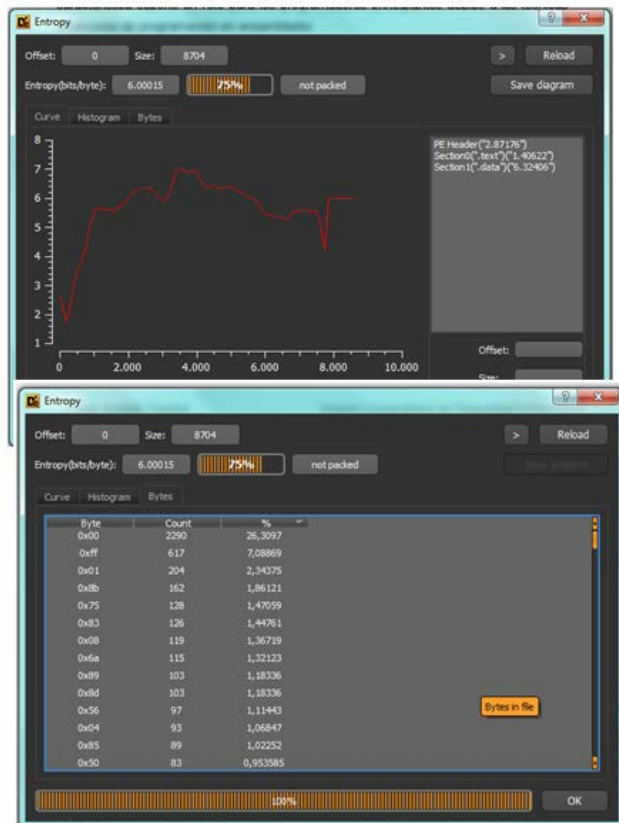 Entropy
Offset: 0 Size: 8704 > Reload
Entropy(bits/byte): 6.00015 75% not packed Save diagram
Curve Histogram Bytes
8
7
6
5
4
3
2
1
0 2.000 4.000 6.000 8.000 10.000
PE Header("2.87176")
Section0(".text")("1.40622")
Section1(".data")("6.32406")
Offset:
Size:
Entropy
Offset: 0 Size: 8704 > Reload
Entropy(bits/byte): 6.00015 75% not packed Save diagram
Curve Histogram Bytes
Byte Count %
0x00 2290 26,3097
0xff 617 7,08869
0x01 204 2,34375
0x8b 162 1,86121
0x75 128 1,47059
0x83 126 1,44761
0x08 119 1,36719
0x6a 115 1,32123
0x89 103 1,18336
0x8d 103 1,18336
0x56 97 1,11443
0x04 93 1,06847
0x85 89 1,02252
0x50 83 0,953585
Bytes in file
100% OK